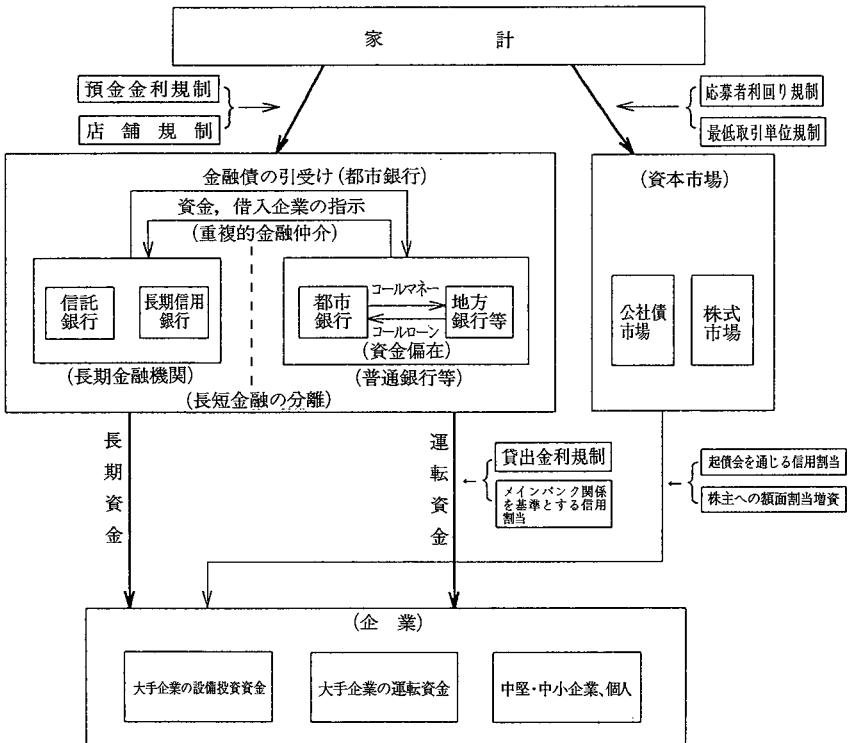 家計
預金金利規制
店舗規制
応募者利回り規制
最低取引単位規制
金融債の引受け(都市銀行)
資金,借入企業の指示
(重複的金融仲介)
信託
銀行
長期信用
銀行
(長期金融機関)
都市
銀行
コールマネー
コールローン
地方
銀行等
(資金偏在)
(普通銀行等)
(長短金融の分離)
(資本市場)
公社債
市場
株式
市場
長期資金
運転資金
貸出金利規制
メインバンク関係
を基準とする信用
割当
起債会を通じる信用割当
株主への額面割当増資
(企業)
大手企業の設備投資資金
大手企業の運転資金
中堅・中小企業、個人